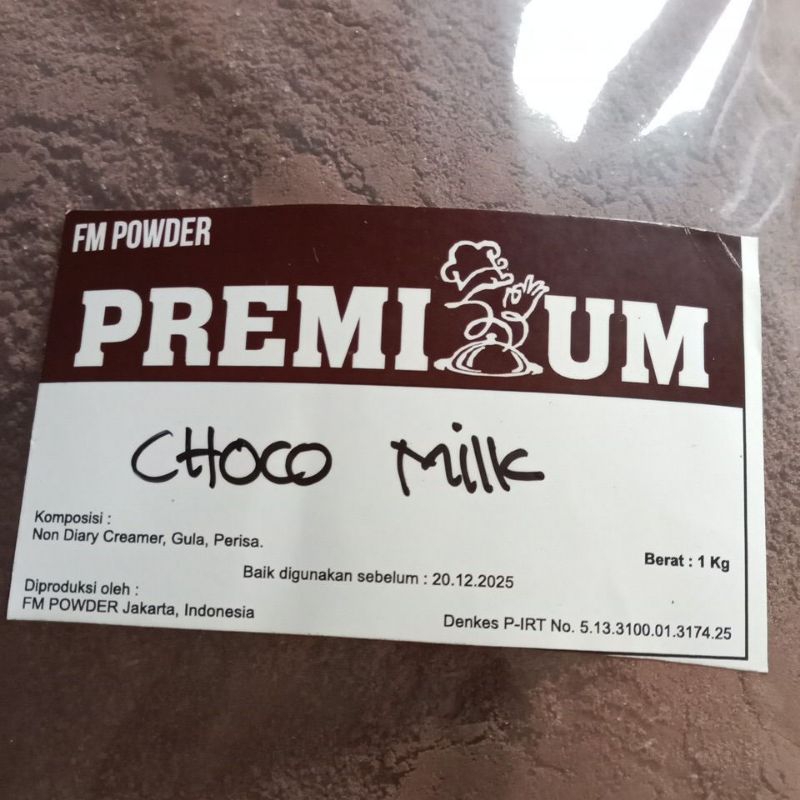 FM POWDER
PREMIUM
CHOCO MilK
Komposisi :
Non Diary Creamer, Gula, Perisa.
Berat : 1 Kg
Baik digunakan sebelum : 20.12.2025
Diproduksi oleh :
FM POWDER Jakarta, Indonesia
Denkes P-IRT No. 5.13.3100.01.3174.25